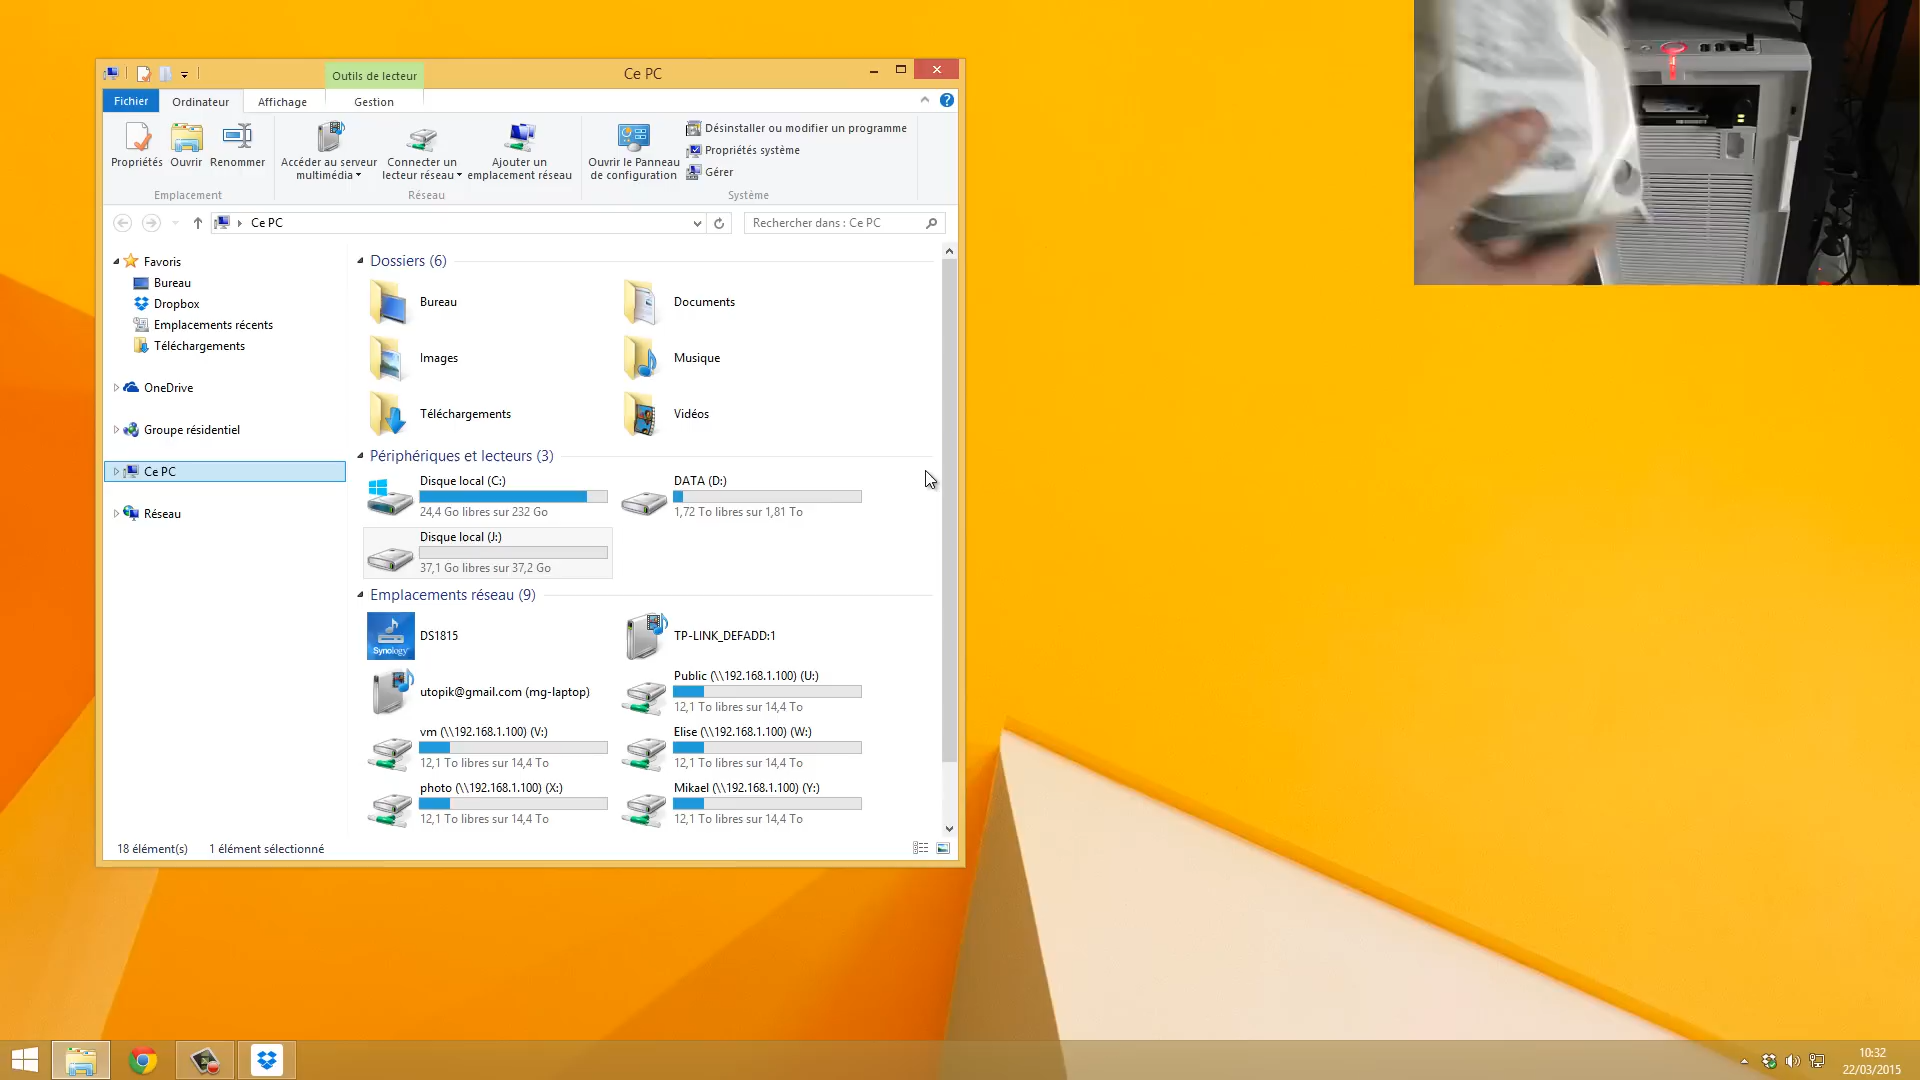 Outils de lecteur
Ce PC
Fichier
Ordinateur
Affichage
Gestion
Propriétés
Ouvrir
Renommer
Accéder au serveur
multimédia
Connecter un
lecteur réseau
Ajouter un
emplacement réseau
Ouvrir le Panneau
de configuration
Désinstaller ou modifier un programme
Propriétés système
Gérer
Emplacement
Réseau
Système
Ce PC
Rechercher dans : Ce PC
Favoris
Bureau
Dropbox
Emplacements récents
Téléchargements
OneDrive
Groupe résidentiel
Ce PC
Réseau
Dossiers (6)
Bureau
Documents
Images
Musique
Téléchargements
Vidéos
Périphériques et lecteurs (3)
Disque local (C:)
24,4 Go libres sur 232 Go
DATA (D:)
1,72 To libres sur 1,81 To
Disque local (J:)
37,1 Go libres sur 37,2 Go
Emplacements réseau (9)
Synology
DS1815
TP-LINK_DEFADD:1
utopik@gmail.com (mg-laptop)
Public (\\192.168.1.100) (U:)
12,1 To libres sur 14,4 To
vm (\\192.168.1.100) (V:)
12,1 To libres sur 14,4 To
Elise (\\192.168.1.100) (W:)
12,1 To libres sur 14,4 To
photo (\\192.168.1.100) (X:)
12,1 To libres sur 14,4 To
Mikael (\\192.168.1.100) (Y:)
12,1 To libres sur 14,4 To
18 élément(s)
1 élément sélectionné
10:32
22/03/2015